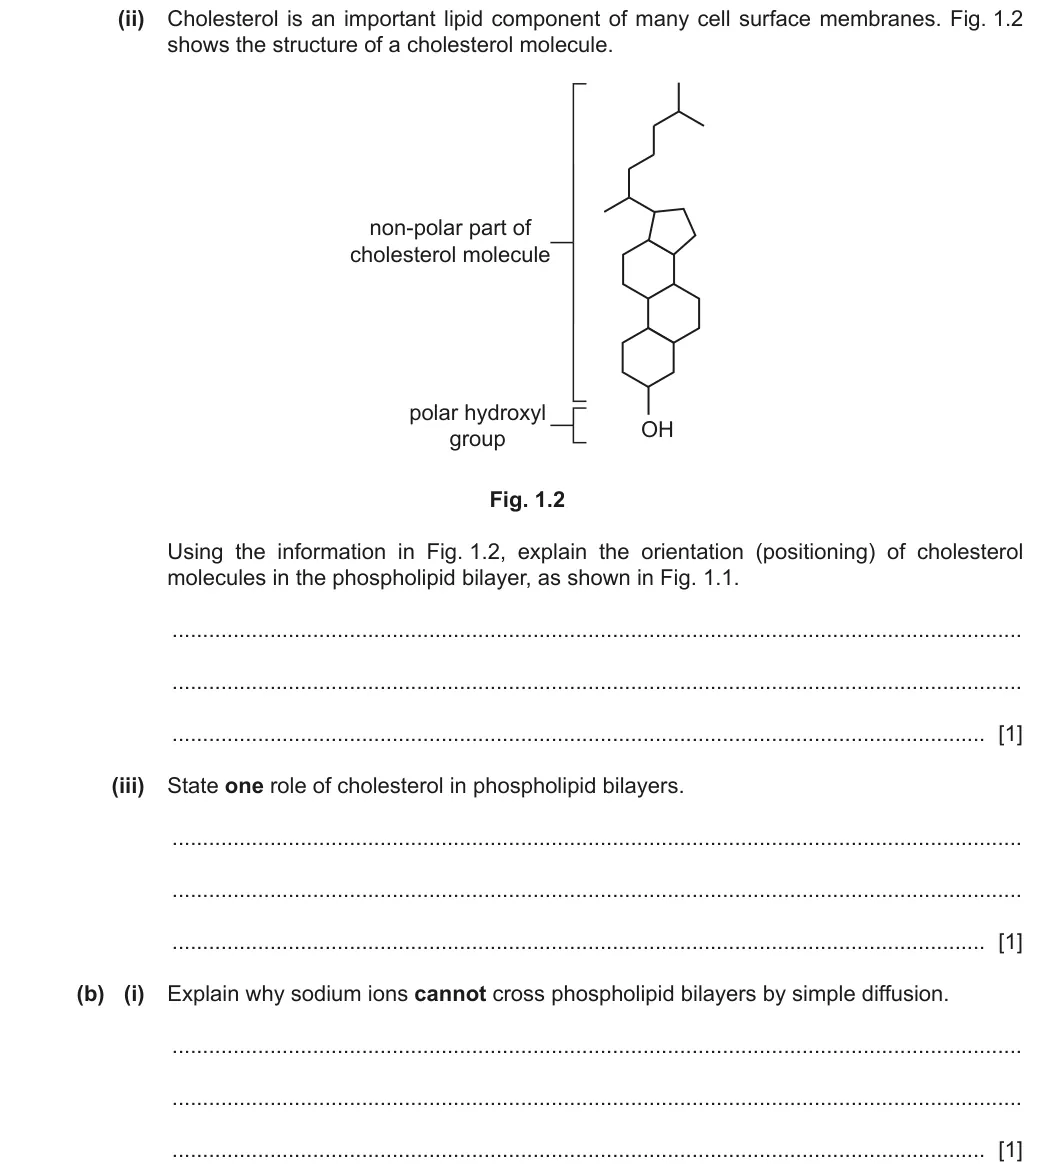 (ii) Cholesterol is an important lipid component of many cell surface membranes. Fig. 1.2
shows the structure of a cholesterol molecule.
non-polar part of
cholesterol molecule
polar hydroxyl
group
OH
Fig. 1.2
Using the information in Fig. 1.2, explain the orientation (positioning) of cholesterol
molecules in the phospholipid bilayer, as shown in Fig. 1.1.
[1]
(iii) State one role of cholesterol in phospholipid bilayers.
[1]
(b) (i) Explain why sodium ions cannot cross phospholipid bilayers by simple diffusion.
[1]